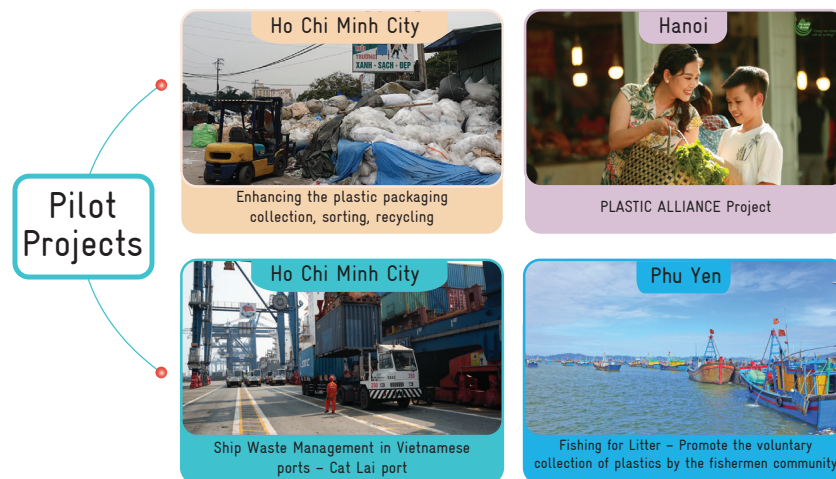 Pilot
Projects
Ho Chi Minh City
XANH - SẠCH - ĐẸP
Enhancing the plastic packaging
collection, sorting, recycling
Hanoi
PLASTIC ALLIANCE Project
Ho Chi Minh City
Ship Waste Management in Vietnamese
ports – Cat Lai port
Phu Yen
Fishing for Litter – Promote the voluntary
collection of plastics by the fishermen community